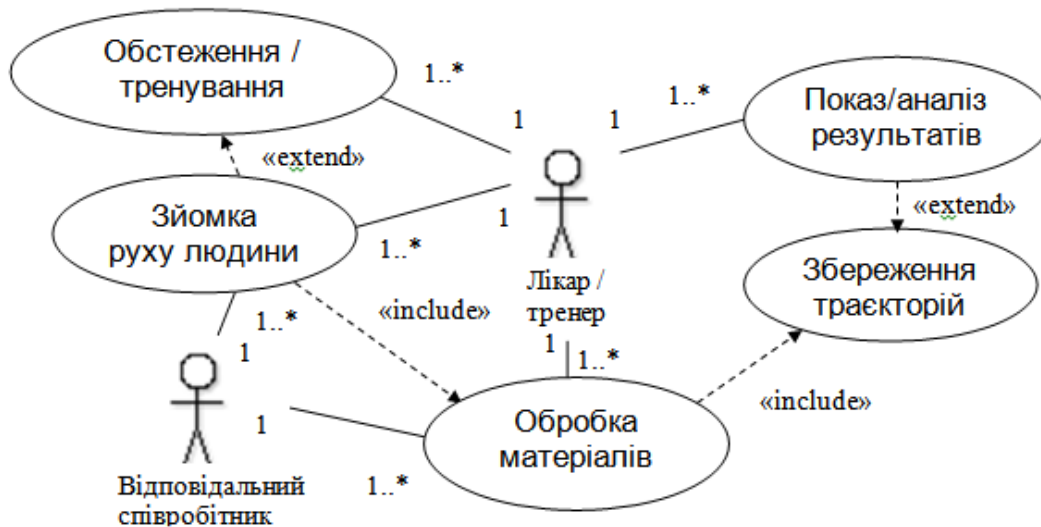 Обстеження /
тренування
1..*
1
1
1..*
Показ/аналіз
результатів
«extend»
Зйомка
руху людини
1
1..*
«extend»
Лікар /
тренер
Збереження
траєкторій
«include»
1..*
1
1
1..*
«include»
1
Обробка
матеріалів
Відповідальний
співробітник
1..*